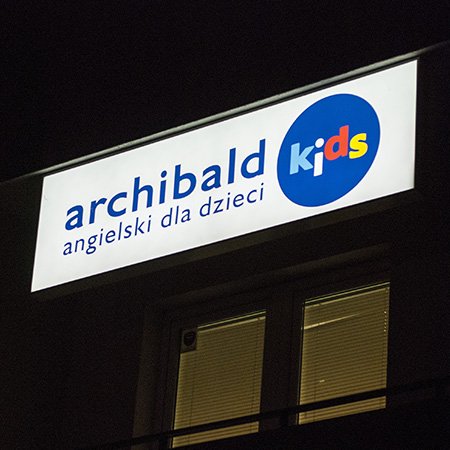 archibald
kids
angielski dla dzieci